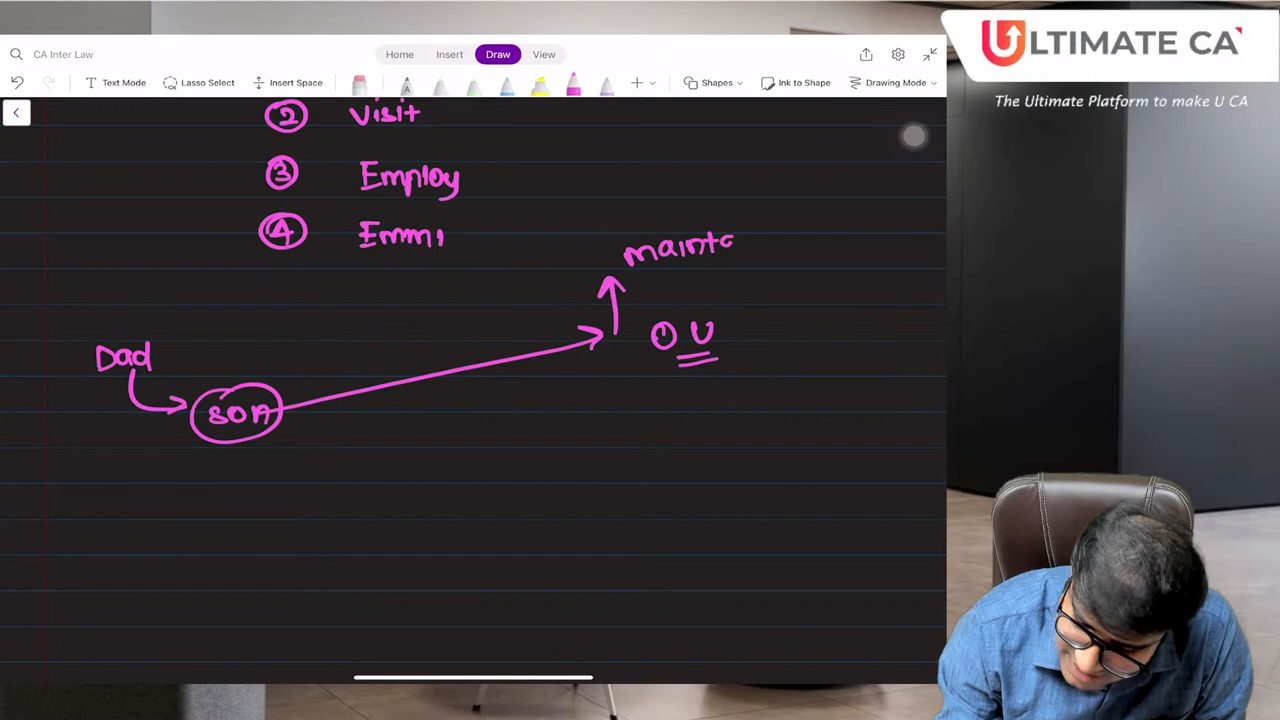 ULTIMATE CA
The Ultimate Platform to make U CA
CA Inter Law
Home Insert Draw View
Text Mode Lasso Select Insert Space Shapes Ink to Shape Drawing Mode
② Visit
③ Employ
④ Emmi
mainta
Dad
① U
son